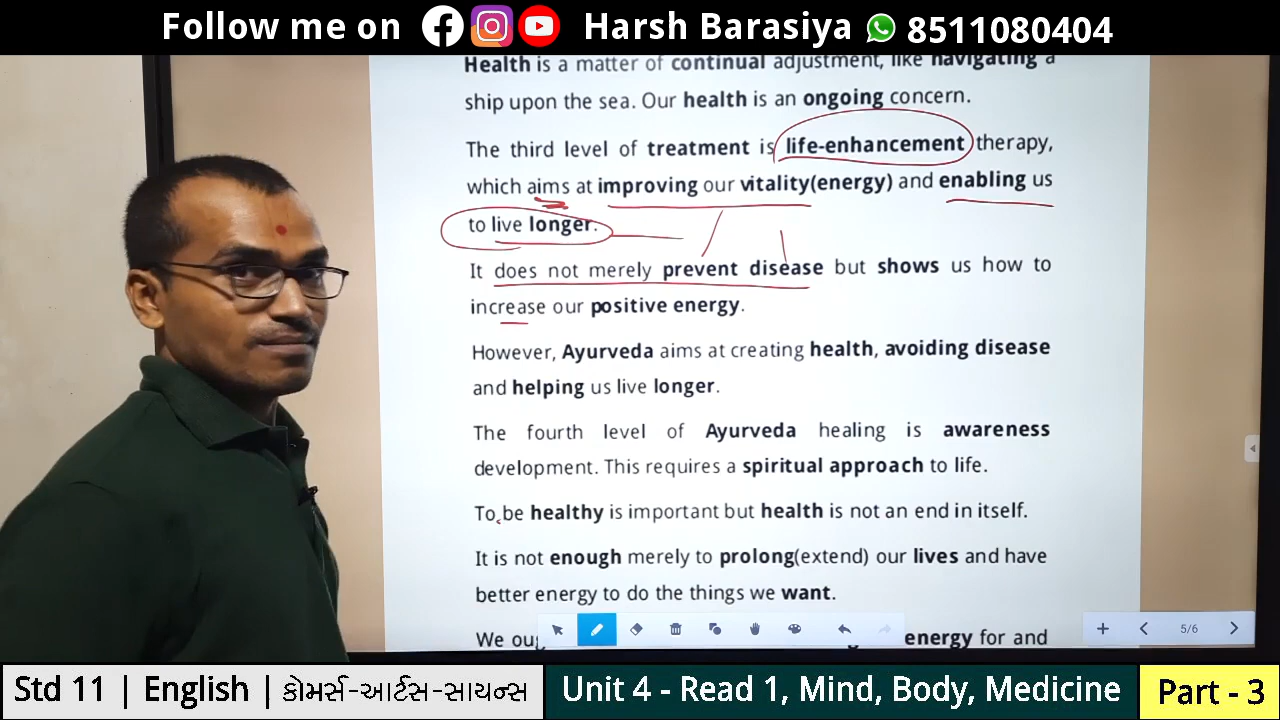 Follow me on Harsh Barasiya 8511080404
Health is a matter of continual adjustment, like navigating a
ship upon the sea. Our health is an ongoing concern.
The third level of treatment is life-enhancement therapy,
which aims at improving our vitality(energy) and enabling us
to live longer.
It does not merely prevent disease but shows us how to
increase our positive energy.
However, Ayurveda aims at creating health, avoiding disease
and helping us live longer.
The fourth level of Ayurveda healing is awareness
development. This requires a spiritual approach to life.
To be healthy is important but health is not an end in itself.
It is not enough merely to prolong(extend) our lives and have
better energy to do the things we want.
We energy for and
5/6
Std 11 | English | કોમર્સ-આર્ટસ-સાયન્સ
Unit 4 - Read 1, Mind, Body, Medicine
Part - 3